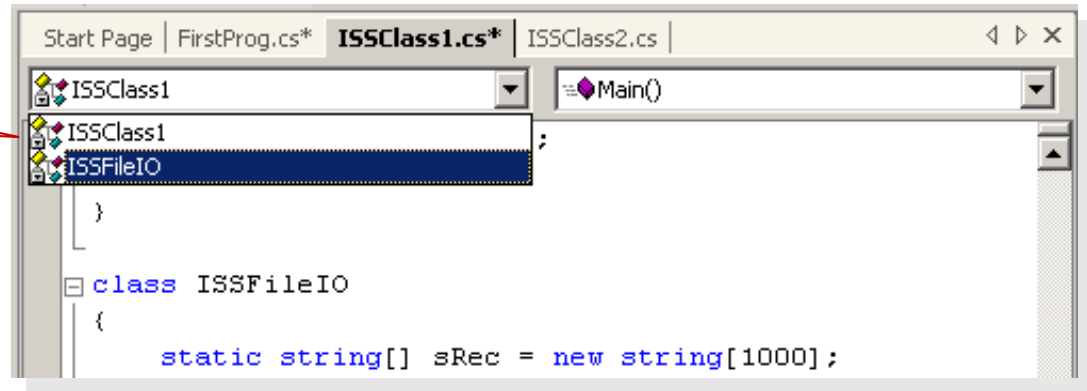 Start Page FirstProg.cs* ISSClass1.cs* ISSClass2.cs
ISSClass1 Main()
ISSClass1
;
ISSFileIO
}
class ISSFileIO
{
static string[] sRec = new string[1000];